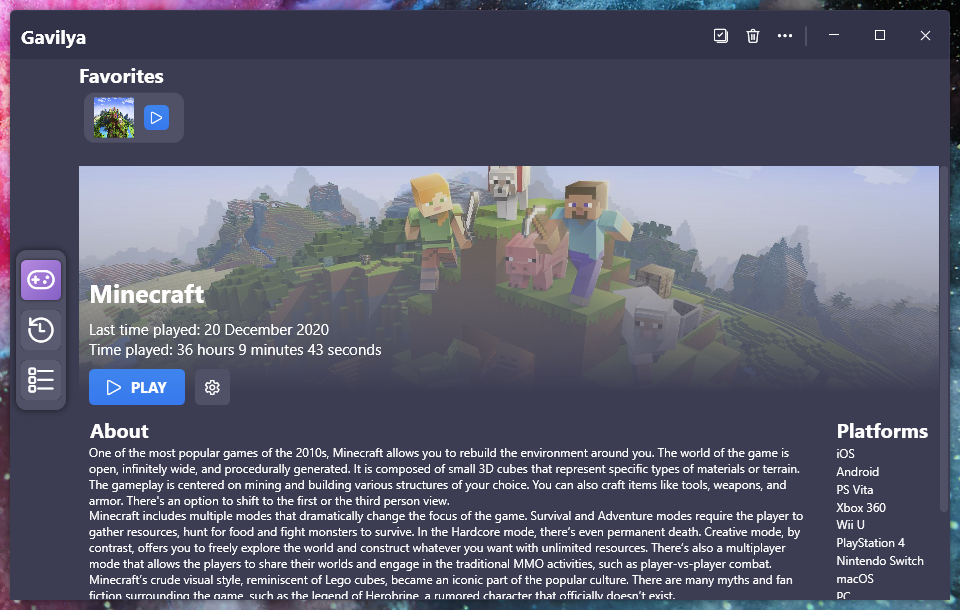 Gavilya
Favorites
Minecraft
Last time played: 20 December 2020
Time played: 36 hours 9 minutes 43 seconds
PLAY
About
One of the most popular games of the 2010s, Minecraft allows you to rebuild the environment around you. The world of the game is
open, infinitely wide, and procedurally generated. It is composed of small 3D cubes that represent specific types of materials or terrain.
The gameplay is centered on mining and building various structures of your choice. You can also craft items like tools, weapons, and
armor. There's an option to shift to the first or the third person view.
Minecraft includes multiple modes that dramatically change the focus of the game. Survival and Adventure modes require the player to
gather resources, hunt for food and fight monsters to survive. In the Hardcore mode, there's even permanent death. Creative mode, by
contrast, offers you to freely explore the world and construct whatever you want with unlimited resources. There's also a multiplayer
mode that allows the players to share their worlds and engage in the traditional MMO activities, such as player-vs-player combat.
Minecraft's crude visual style, reminiscent of Lego cubes, became an iconic part of the popular culture. There are many myths and fan
fiction surrounding the game, such as the legend of Herobrine, a rumored character that officially doesn't exist.
Platforms
iOS
Android
PS Vita
Xbox 360
Wii U
PlayStation 4
Nintendo Switch
macOS
PC